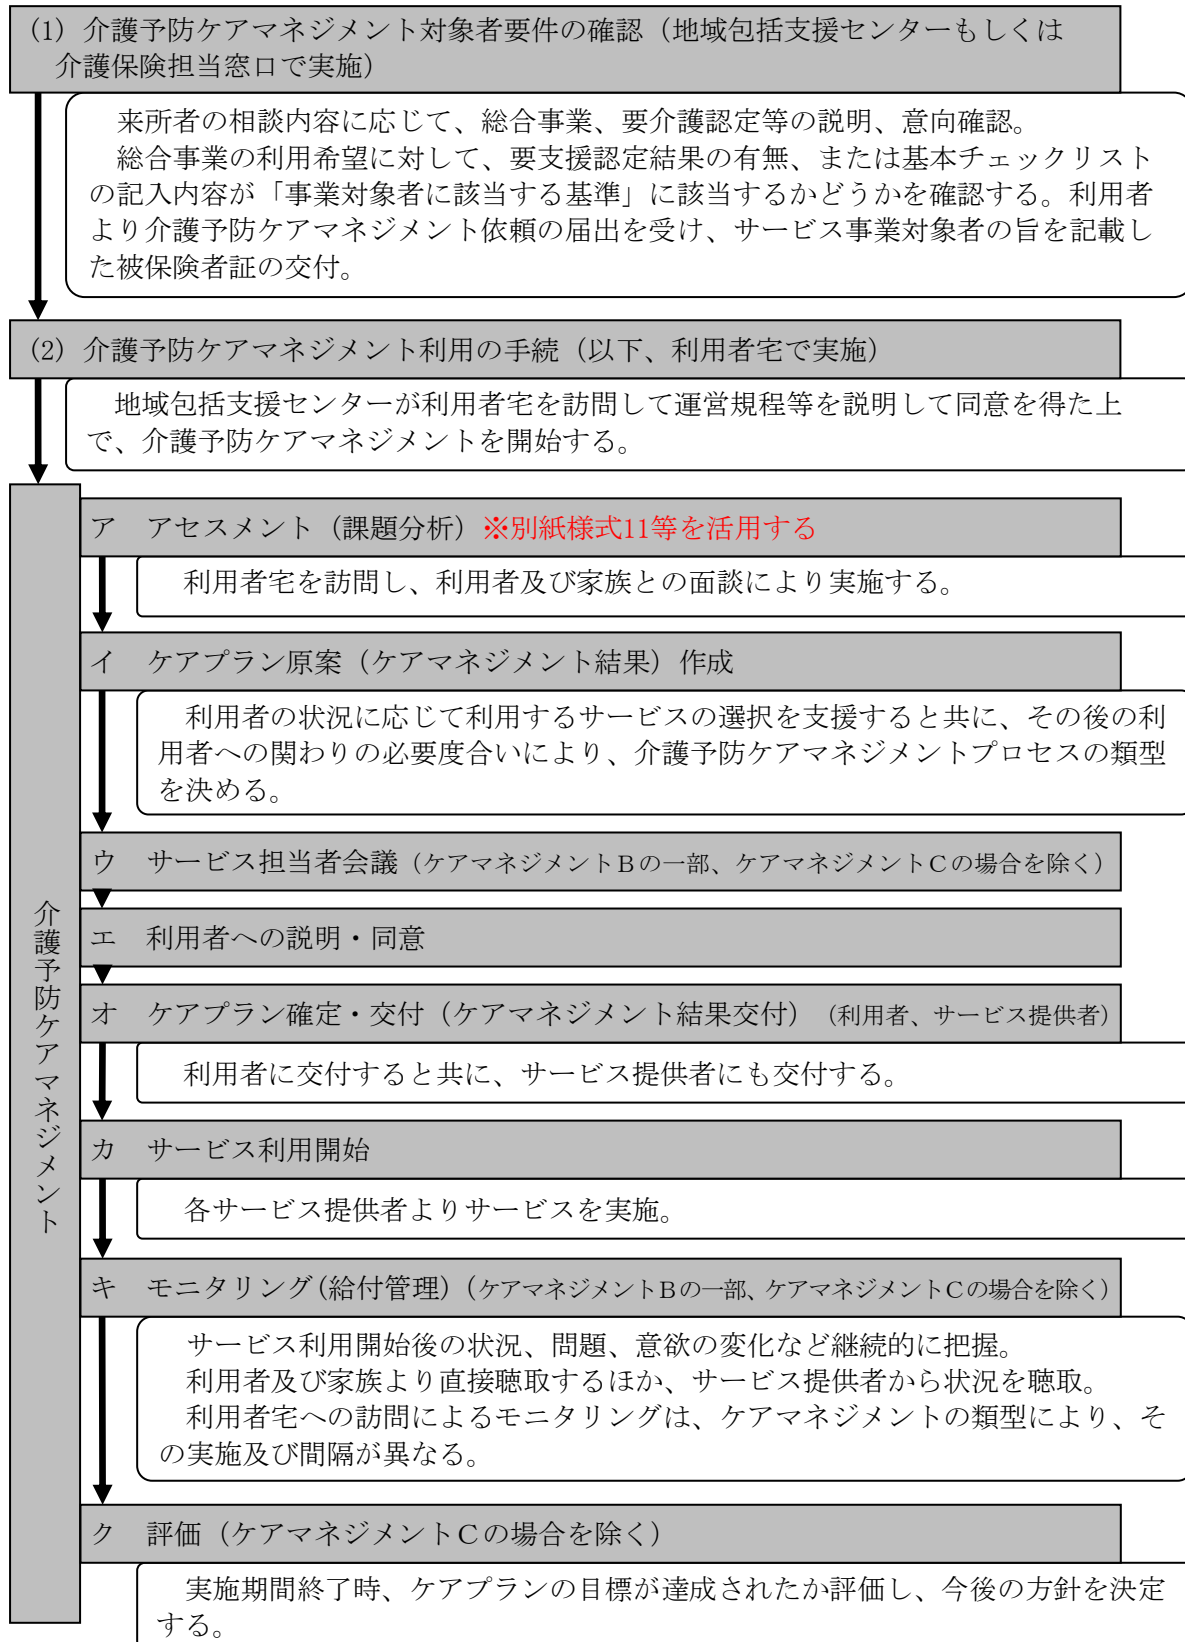 (1) 介護予防ケアマネジメント対象者要件の確認（地域包括支援センターもしくは
介護保険担当窓口で実施）
来所者の相談内容に応じて、総合事業、要介護認定等の説明、意向確認。
総合事業の利用希望に対して、要支援認定結果の有無、または基本チェックリスト
の記入内容が「事業対象者に該当する基準」に該当するかどうかを確認する。利用者
より介護予防ケアマネジメント依頼の届出を受け、サービス事業対象者の旨を記載し
た被保険者証の交付。
(2) 介護予防ケアマネジメント利用の手続（以下、利用者宅で実施）
地域包括支援センターが利用者宅を訪問して運営規程等を説明して同意を得た上
で、介護予防ケアマネジメントを開始する。
介護予防ケアマネジメント
ア　アセスメント（課題分析）※別紙様式11等を活用する
利用者宅を訪問し、利用者及び家族との面談により実施する。
イ　ケアプラン原案（ケアマネジメント結果）作成
利用者の状況に応じて利用するサービスの選択を支援すると共に、その後の利
用者への関わりの必要度合いにより、介護予防ケアマネジメントプロセスの類型
を決める。
ウ　サービス担当者会議（ケアマネジメントＢの一部、ケアマネジメントＣの場合を除く）
エ　利用者への説明・同意
オ　ケアプラン確定・交付（ケアマネジメント結果交付）（利用者、サービス提供者）
利用者に交付すると共に、サービス提供者にも交付する。
カ　サービス利用開始
各サービス提供者よりサービスを実施。
キ　モニタリング(給付管理)（ケアマネジメントＢの一部、ケアマネジメントＣの場合を除く）
サービス利用開始後の状況、問題、意欲の変化など継続的に把握。
利用者及び家族より直接聴取するほか、サービス提供者から状況を聴取。
利用者宅への訪問によるモニタリングは、ケアマネジメントの類型により、そ
の実施及び間隔が異なる。
ク　評価（ケアマネジメントＣの場合を除く）
実施期間終了時、ケアプランの目標が達成されたか評価し、今後の方針を決定
する。